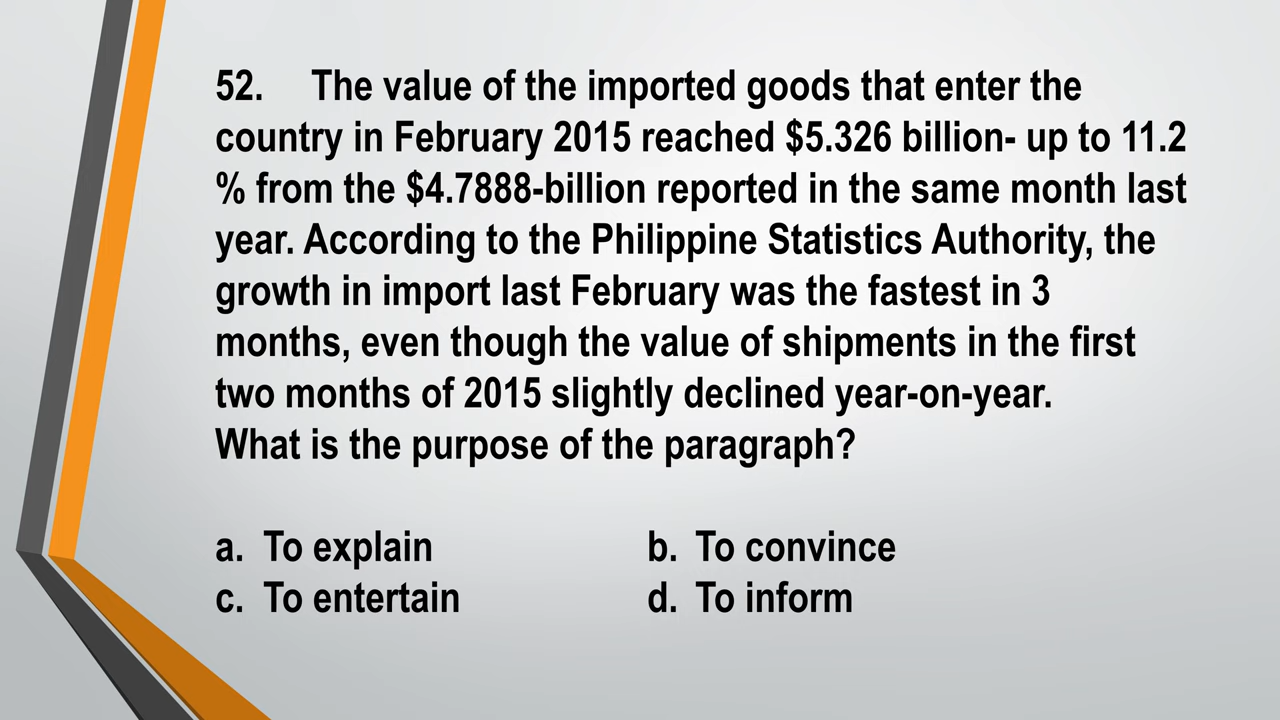 52. The value of the imported goods that enter the
country in February 2015 reached $5.326 billion- up to 11.2
% from the $4.7888-billion reported in the same month last
year. According to the Philippine Statistics Authority, the
growth in import last February was the fastest in 3
months, even though the value of shipments in the first
two months of 2015 slightly declined year-on-year.
What is the purpose of the paragraph?
a. To explain b. To convince
c. To entertain d. To inform